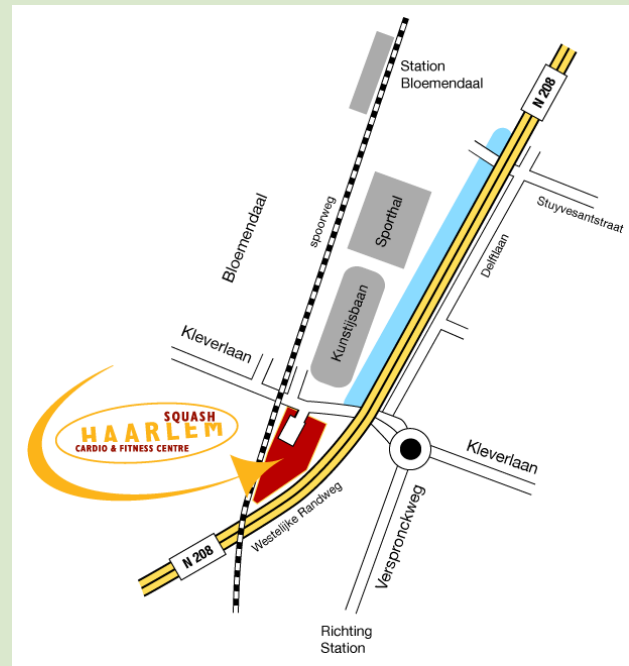 Station
Bloemendaal
N 208
Bloemendaal
spoorweg
Sporthal
Stuyvesantstraat
Delftlaan
Kunstijsbaan
Kleverlaan
SQUASH
HAARLEM
CARDIO & FITNESS CENTRE
Kleverlaan
Westelijke Randweg
N 208
Verspronckweg
Richting
Station